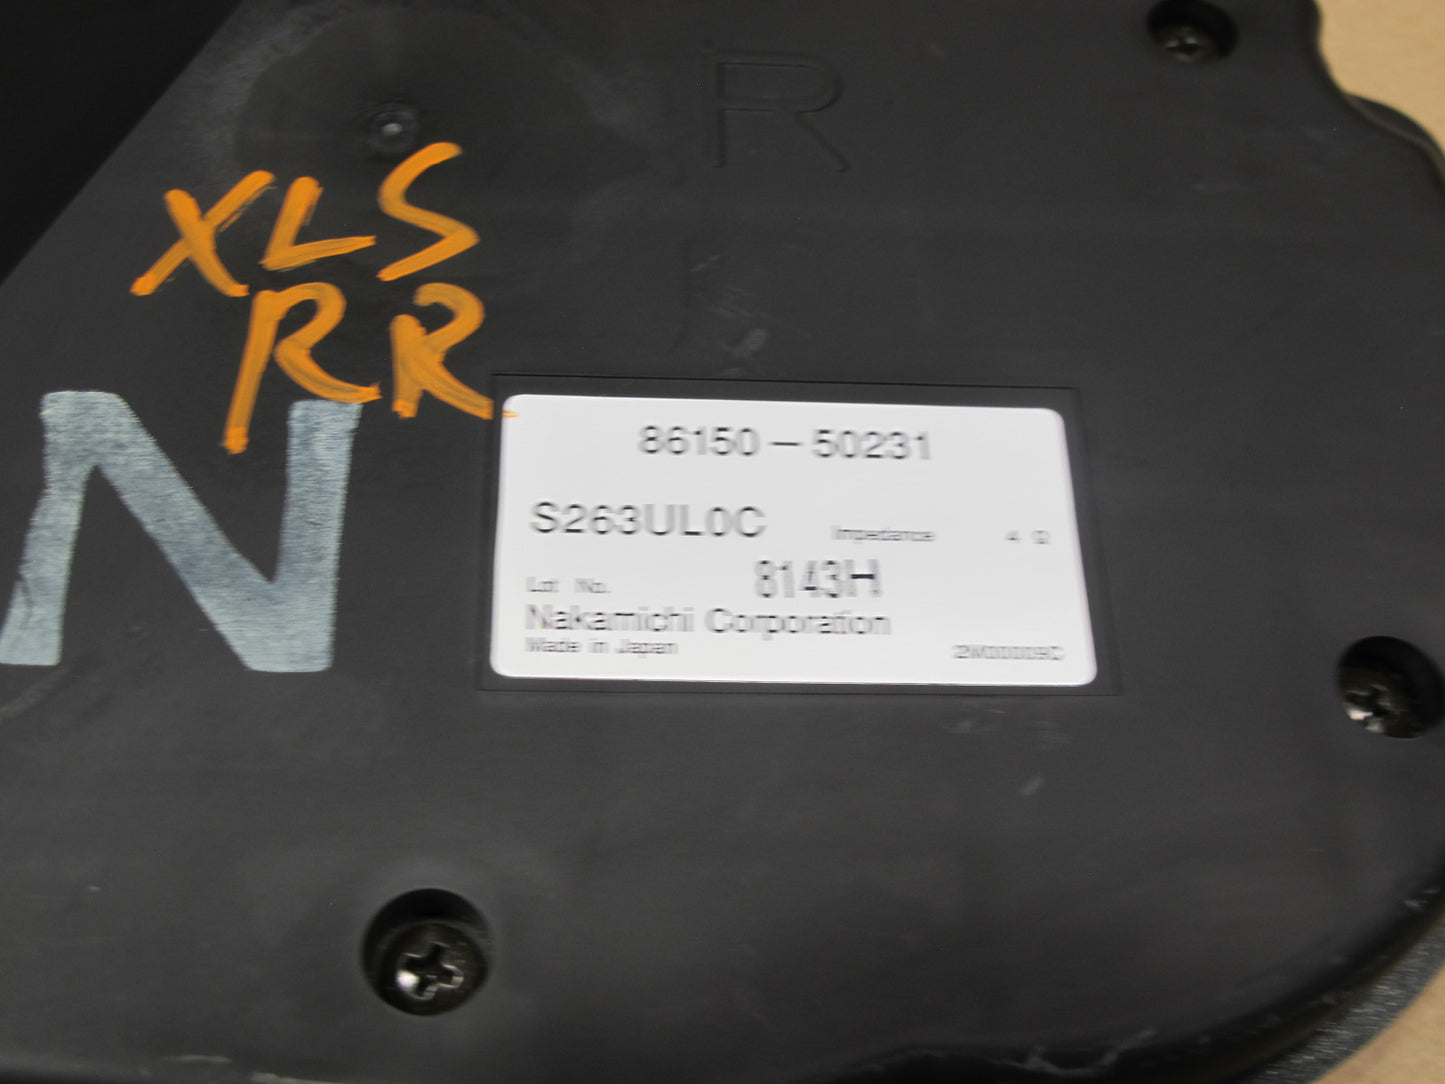 R
XLS
RR
N
86150-50231
S263UL0C Impedance 4 Ω
Lot No. 8143H
Nakamichi Corporation
Made in Japan